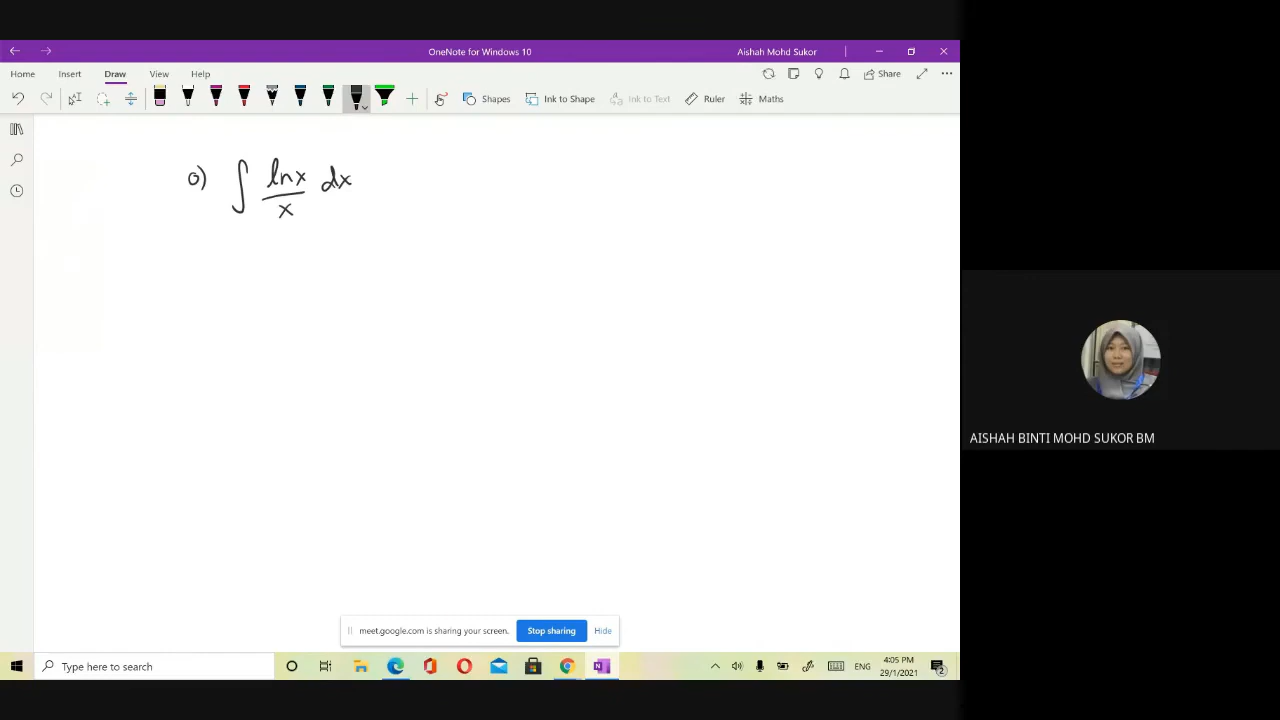 OneNote for Windows 10
Aishah Mohd Sukor
Home Insert Draw View Help
Share
Shapes Ink to Shape Ink to Text Ruler Maths
o) ∫ lnx/x dx
AISHAH BINTI MOHD SUKOR BM
meet.google.com is sharing your screen. Stop sharing Hide
Type here to search
ENG
4:05 PM
29/1/2021
2